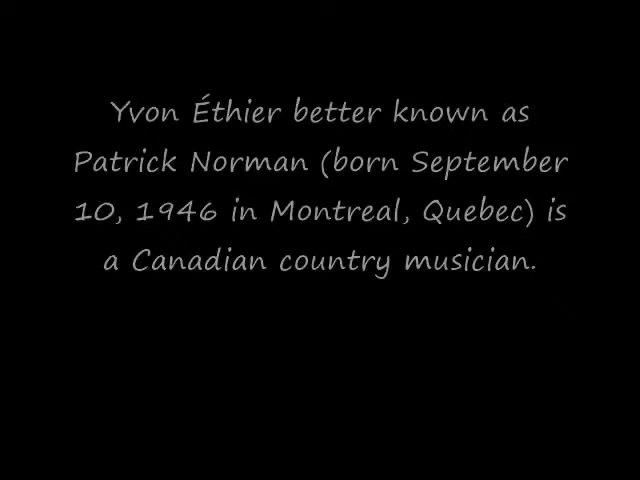 Yvon Éthier better known as
Patrick Norman (born September
10, 1946 in Montreal, Quebec) is
a Canadian country musician.